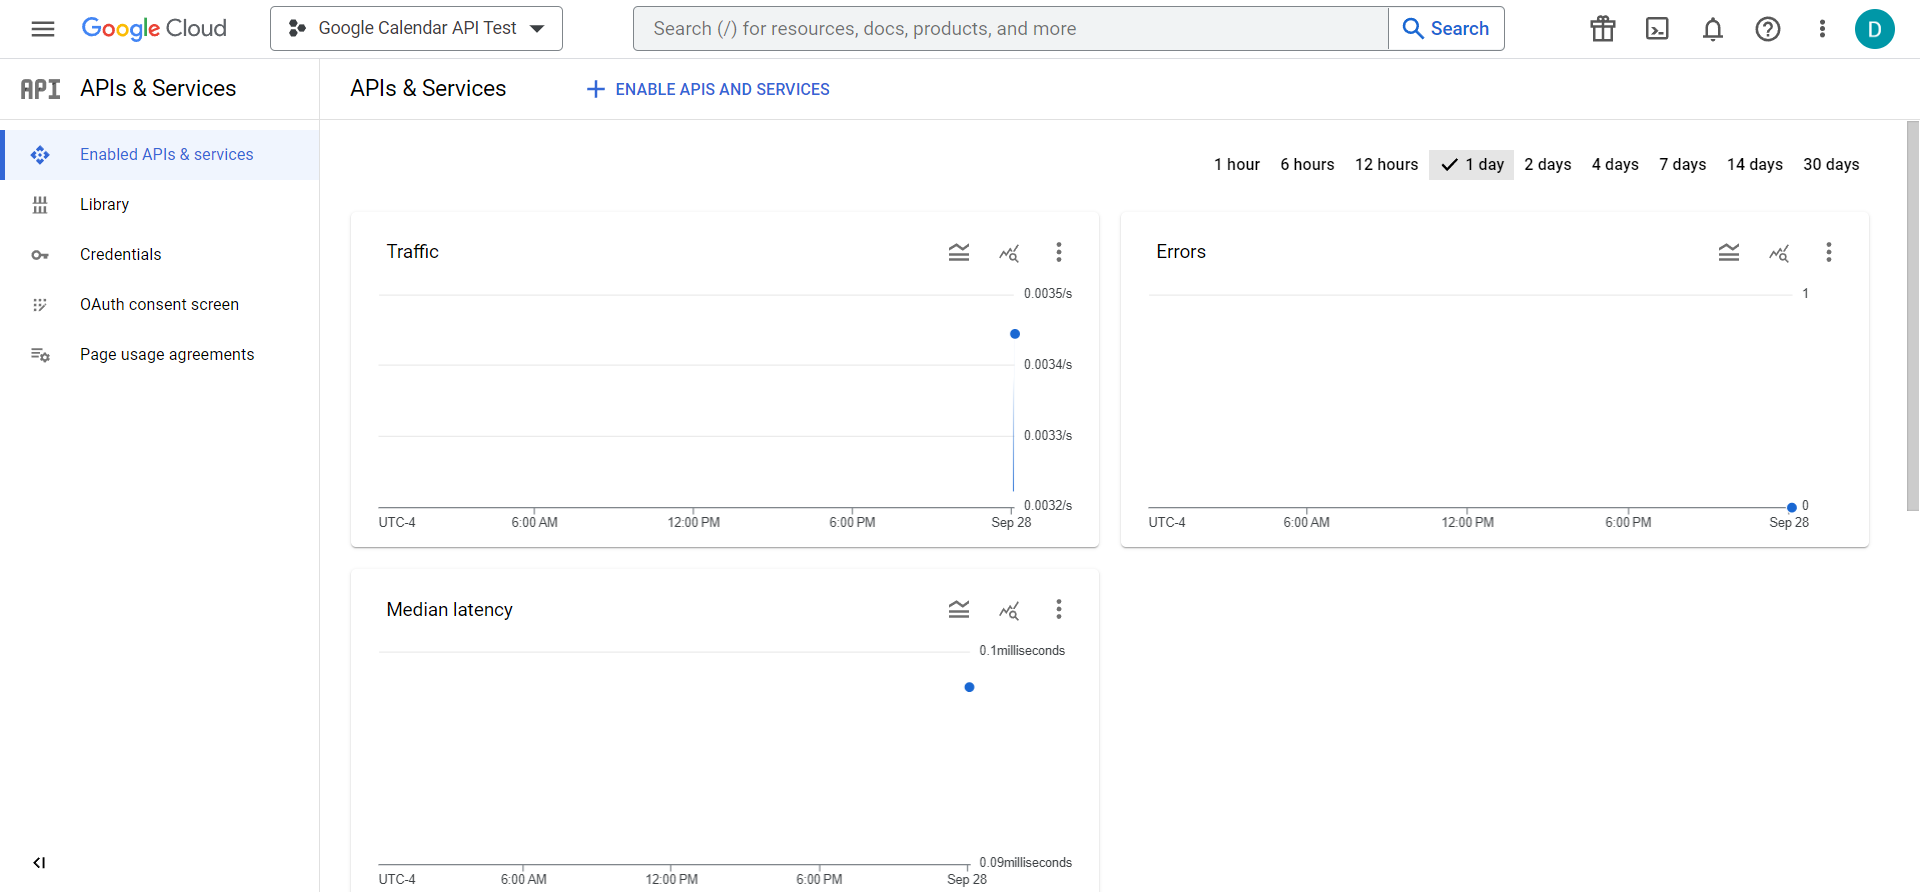 Google Cloud
Google Calendar API Test
Search (/) for resources, docs, products, and more
Search
D
API APIs & Services
APIs & Services
ENABLE APIS AND SERVICES
Enabled APIs & services
Library
Credentials
OAuth consent screen
Page usage agreements
1 hour 6 hours 12 hours 1 day 2 days 4 days 7 days 14 days 30 days
Traffic
0.0035/s
0.0034/s
0.0033/s
0.0032/s
UTC-4 6:00 AM 12:00 PM 6:00 PM Sep 28
Errors
1
0
UTC-4 6:00 AM 12:00 PM 6:00 PM Sep 28
Median latency
0.1milliseconds
0.09milliseconds
UTC-4 6:00 AM 12:00 PM 6:00 PM Sep 28